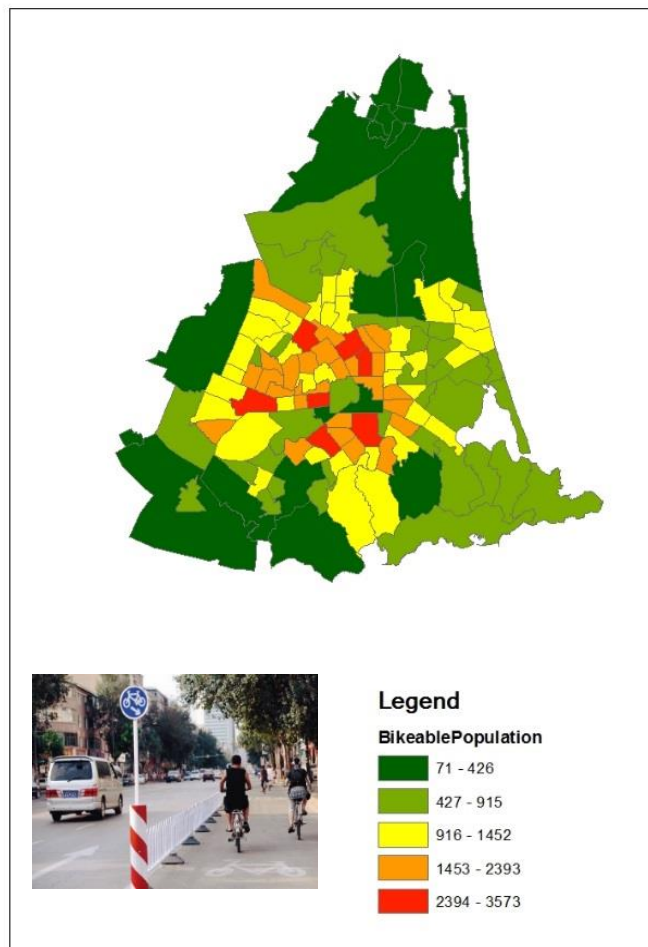 Legend
BikeablePopulation
71 - 426
427 - 915
916 - 1452
1453 - 2393
2394 - 3573